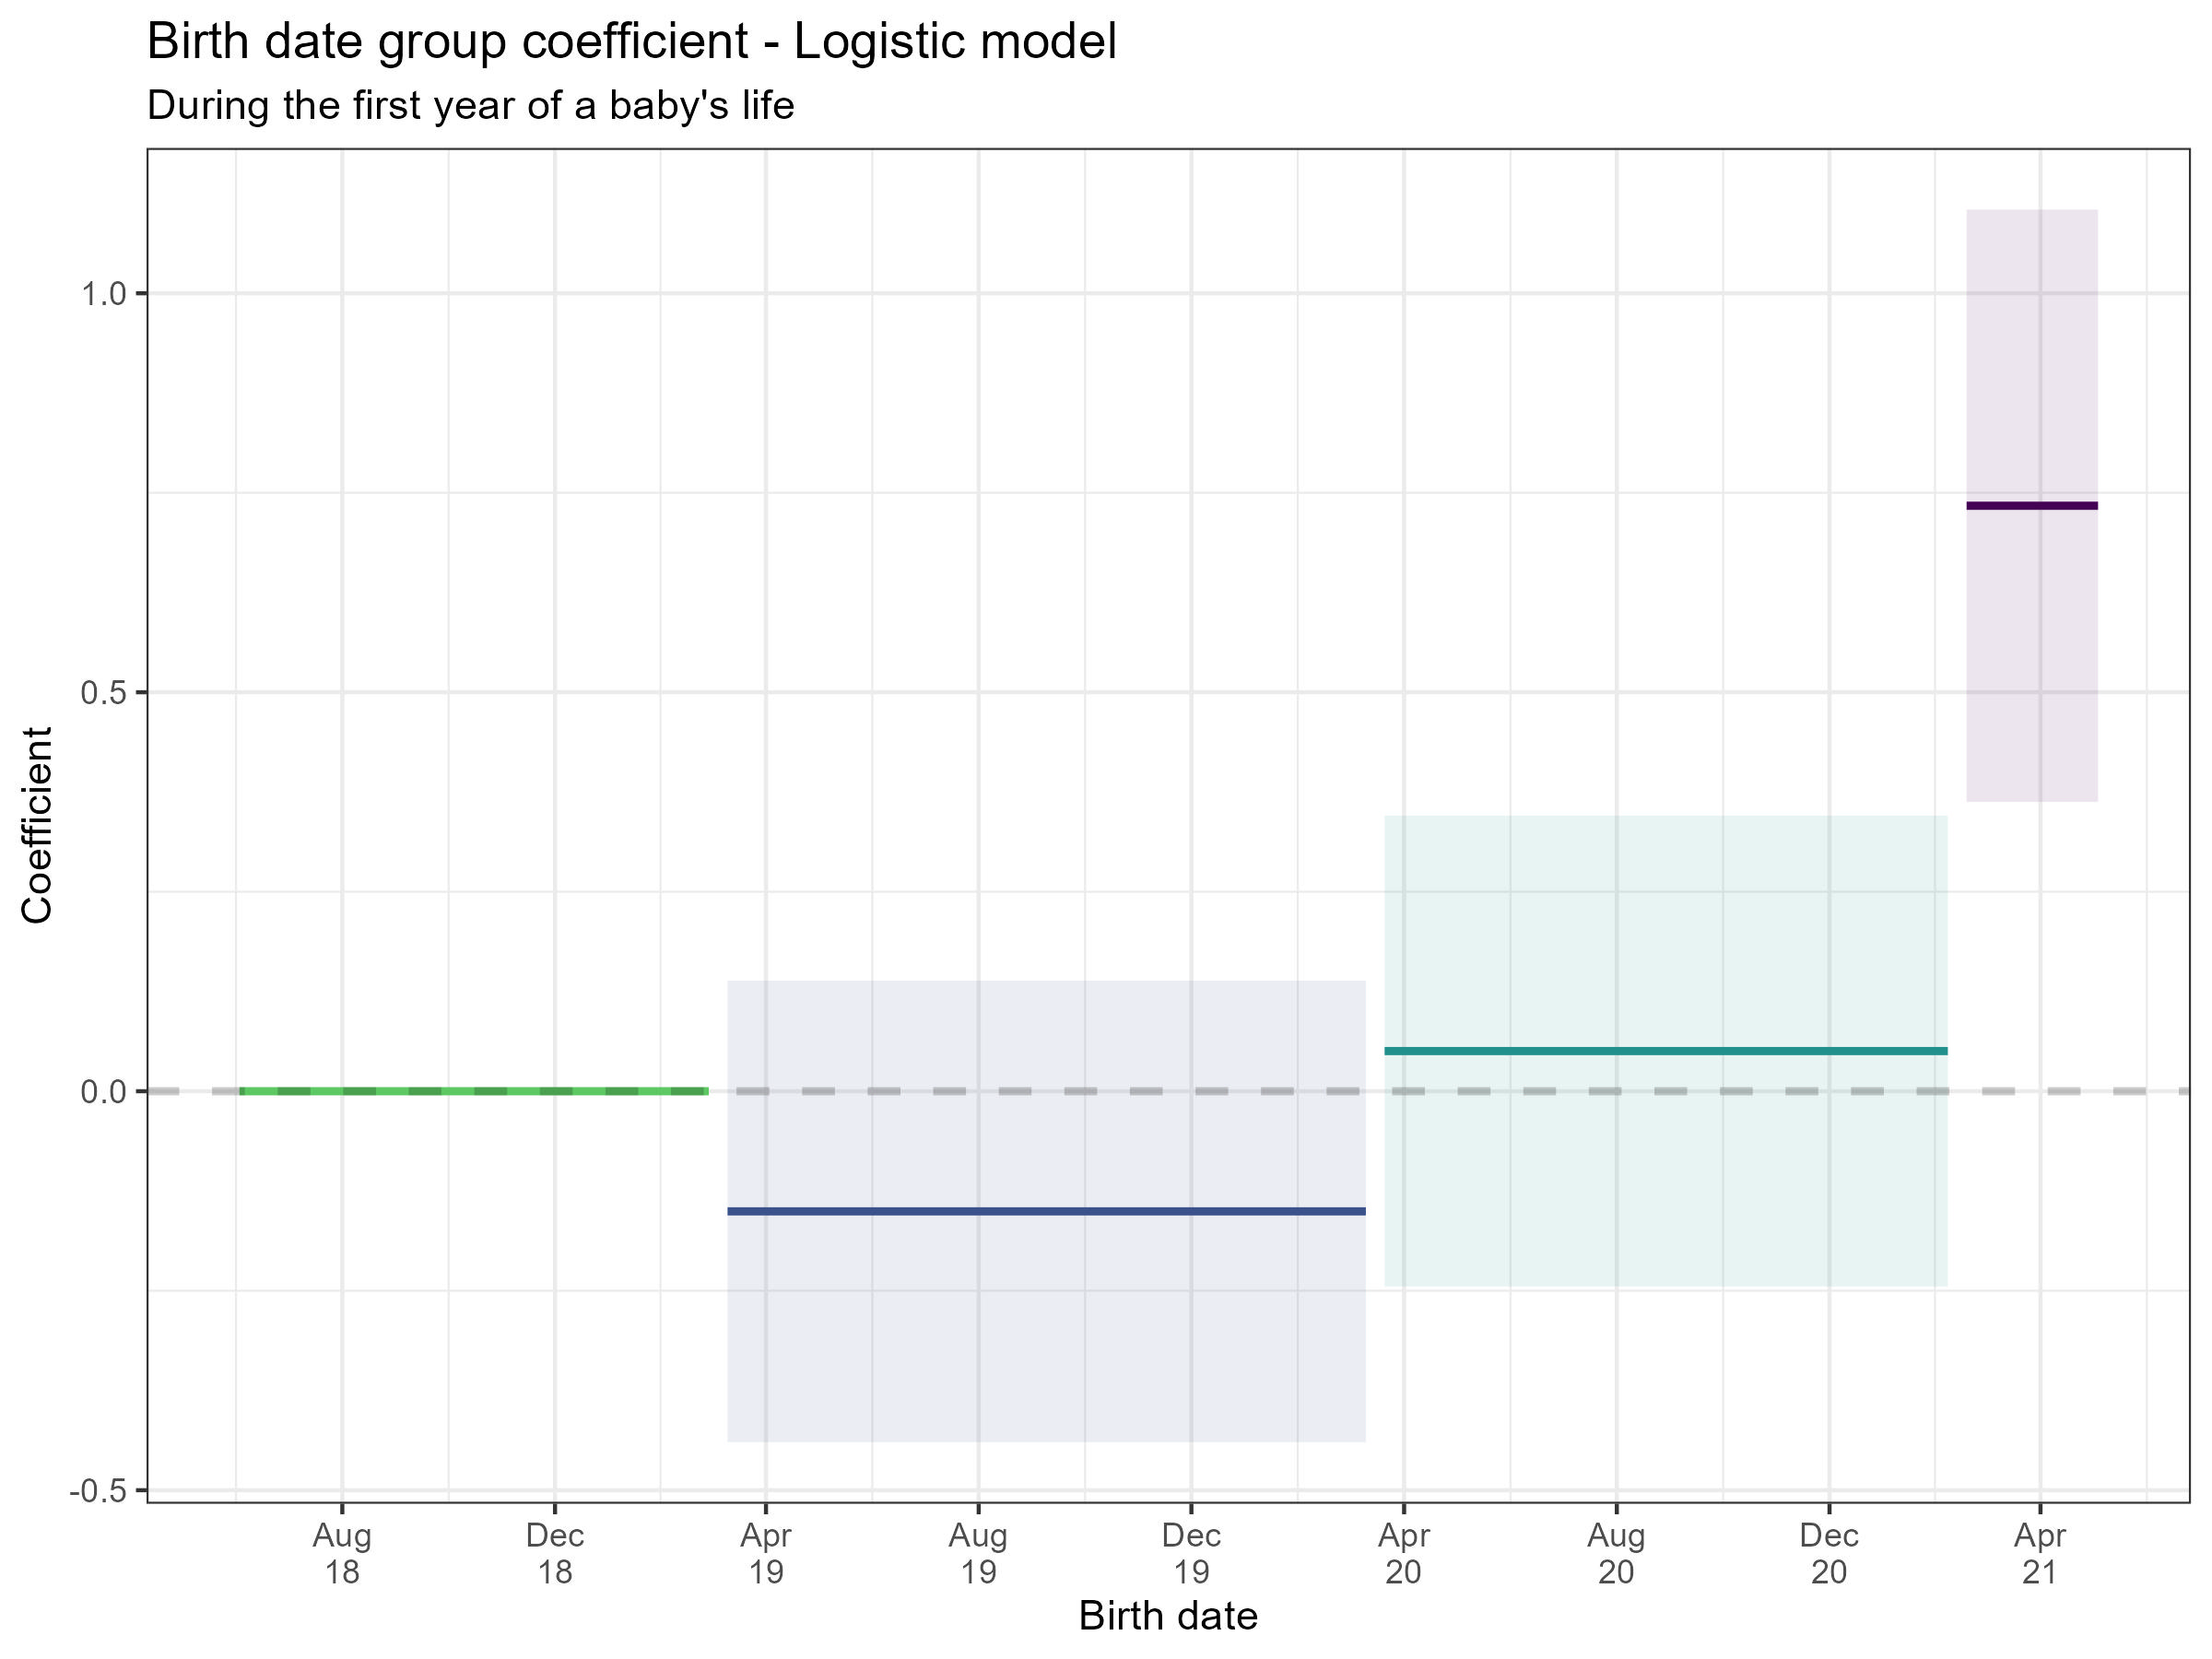 Birth date group coefficient - Logistic model
During the first year of a baby's life
Coefficient
1.0
0.5
0.0
-0.5
Aug Dec Apr Aug Dec Apr Aug Dec Apr
18 18 19 19 19 20 20 20 21
Birth date